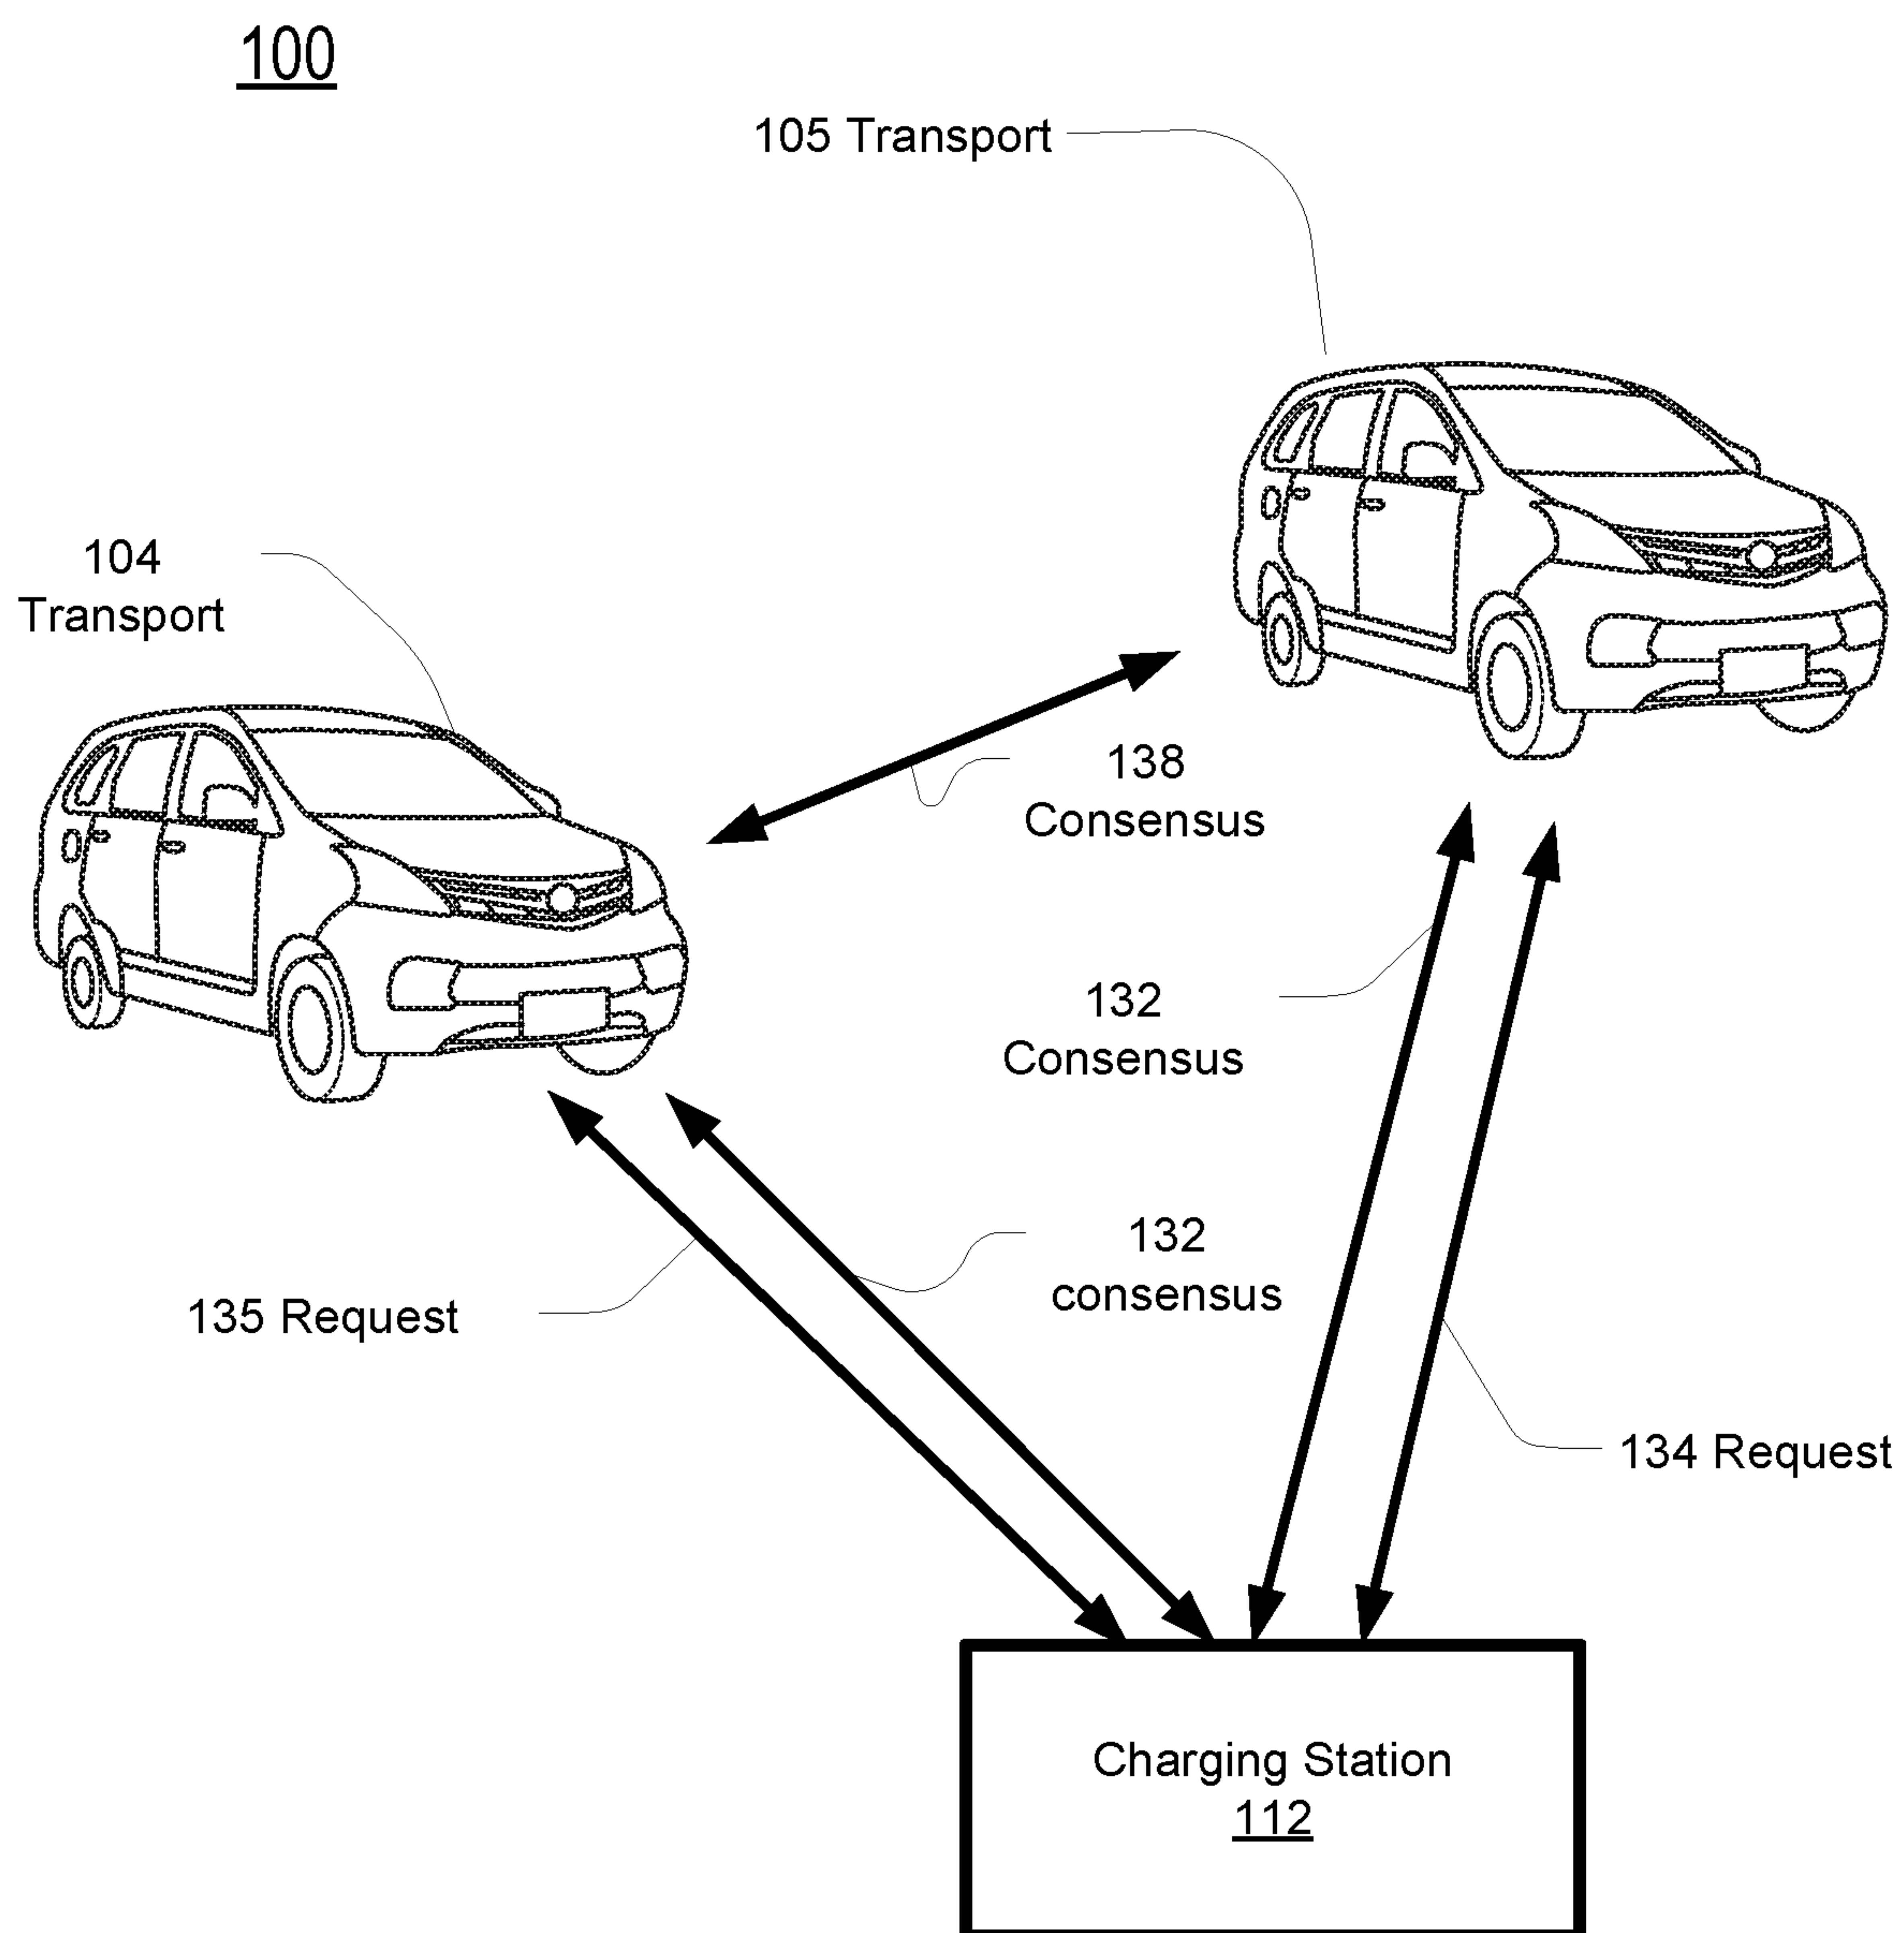 100
105 Transport
104
Transport
138
Consensus
132
Consensus
132
consensus
135 Request
134 Request
Charging Station
112